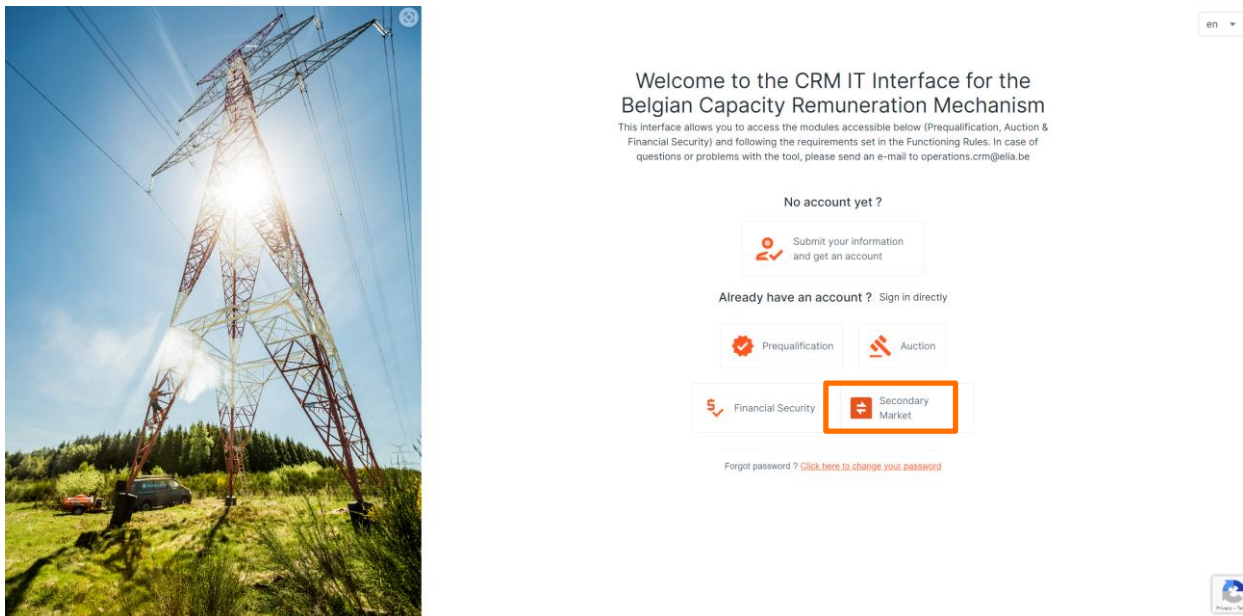 en
Welcome to the CRM IT Interface for the
Belgian Capacity Remuneration Mechanism
This interface allows you to access the modules accessible below (Prequalification, Auction &
Financial Security) and following the requirements set in the Functioning Rules. In case of
questions or problems with the tool, please send an e-mail to operations.crm@elia.be
No account yet ?
Submit your information
and get an account
Already have an account ? Sign in directly
Prequalification
Auction
Financial Security
Secondary
Market
Forgot password ? Click here to change your password
Privacy